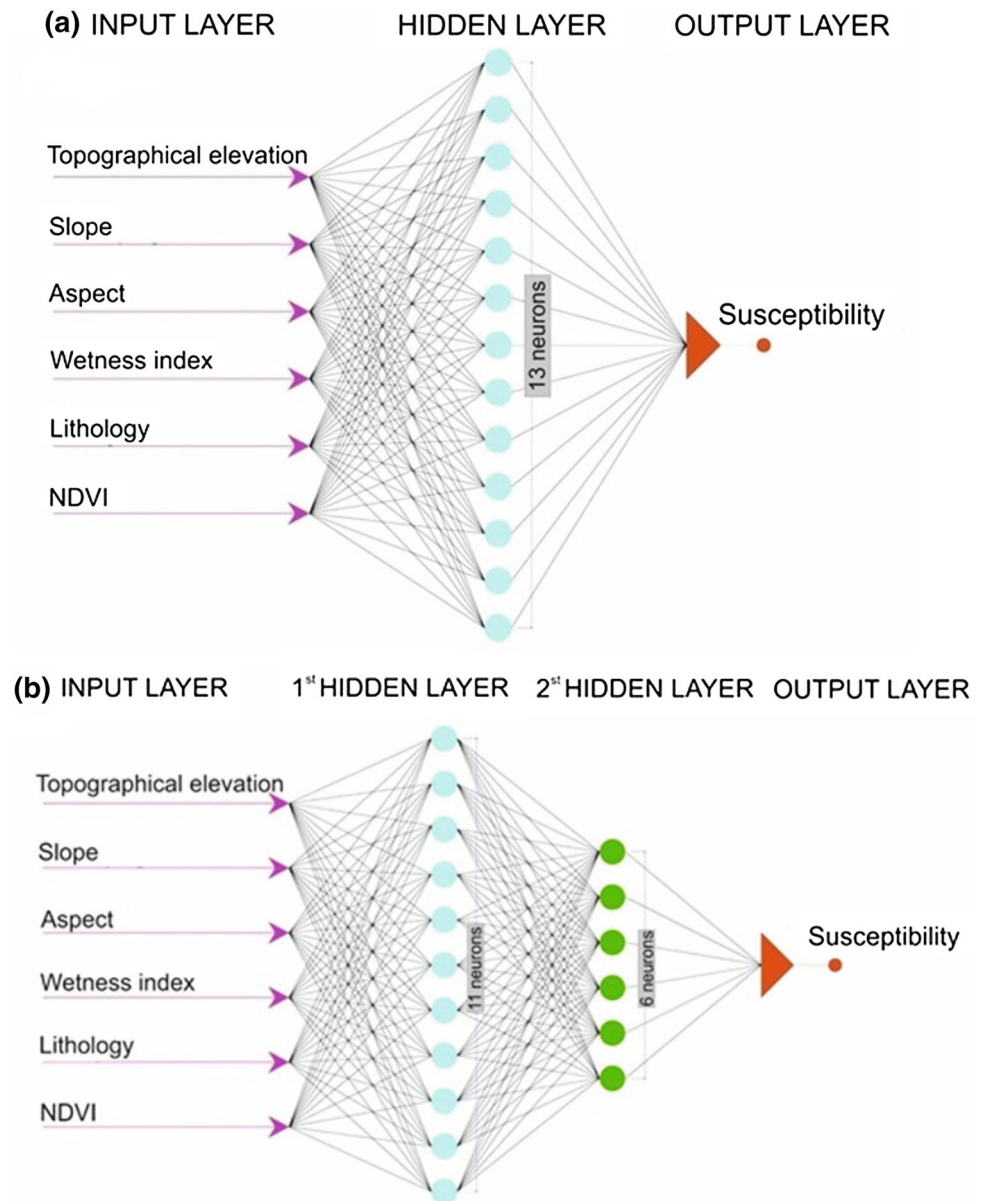 (a) INPUT LAYER HIDDEN LAYER OUTPUT LAYER
Topographical elevation
Slope
Aspect
Wetness index
Lithology
NDVI
13 neurons
Susceptibility
(b) INPUT LAYER 1st HIDDEN LAYER 2st HIDDEN LAYER OUTPUT LAYER
Topographical elevation
Slope
Aspect
Wetness index
Lithology
NDVI
11 neurons
6 neurons
Susceptibility